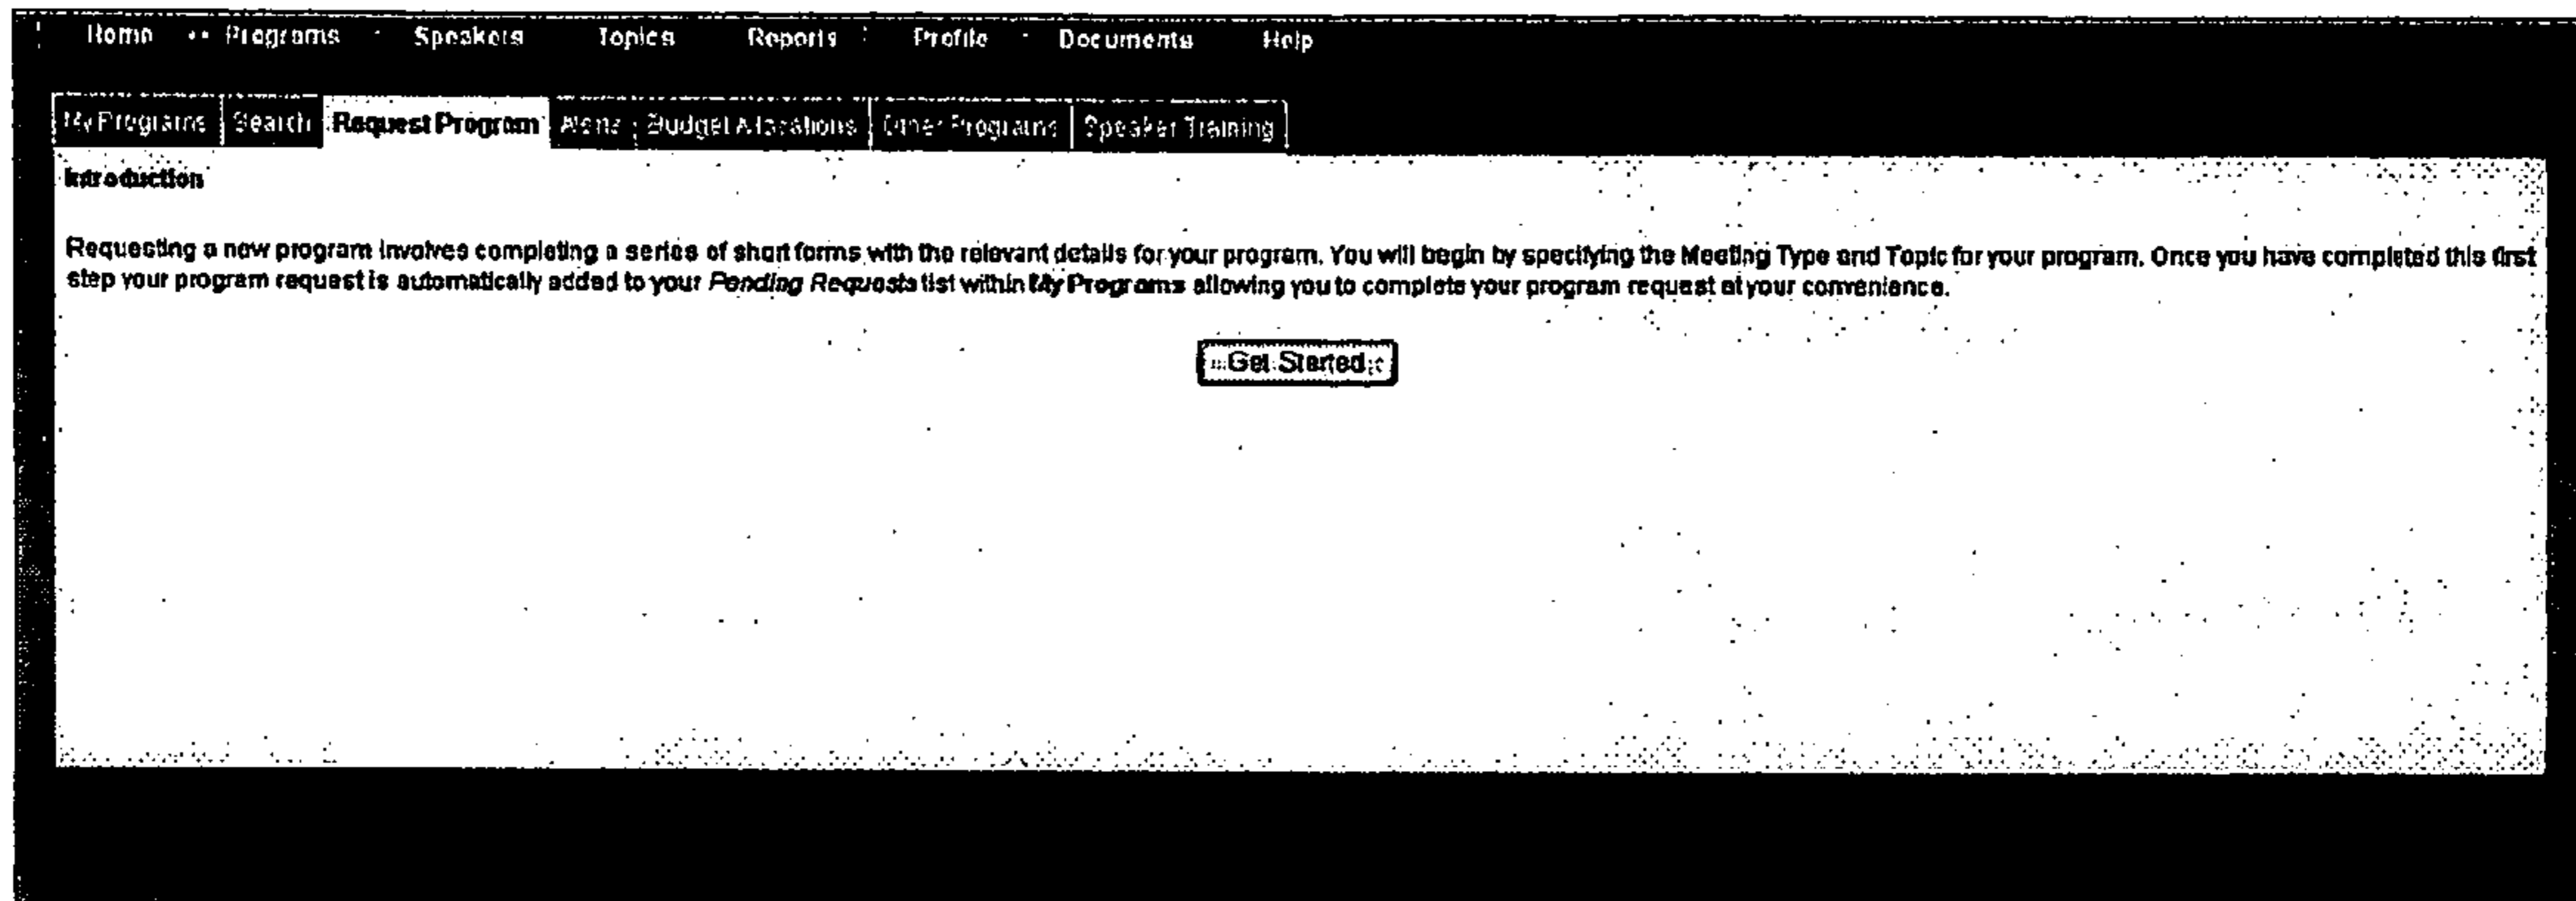 Home Programs Speakers Topics Reports Profile Documents Help
My Programs Search Request Program Alerts Budget Allocations Other Programs Speaker Training
Introduction
Requesting a new program involves completing a series of short forms with the relevant details for your program. You will begin by specifying the Meeting Type and Topic for your program. Once you have completed this first
step your program request is automatically added to your Pending Requests list within My Programs allowing you to complete your program request at your convenience.
Get Started